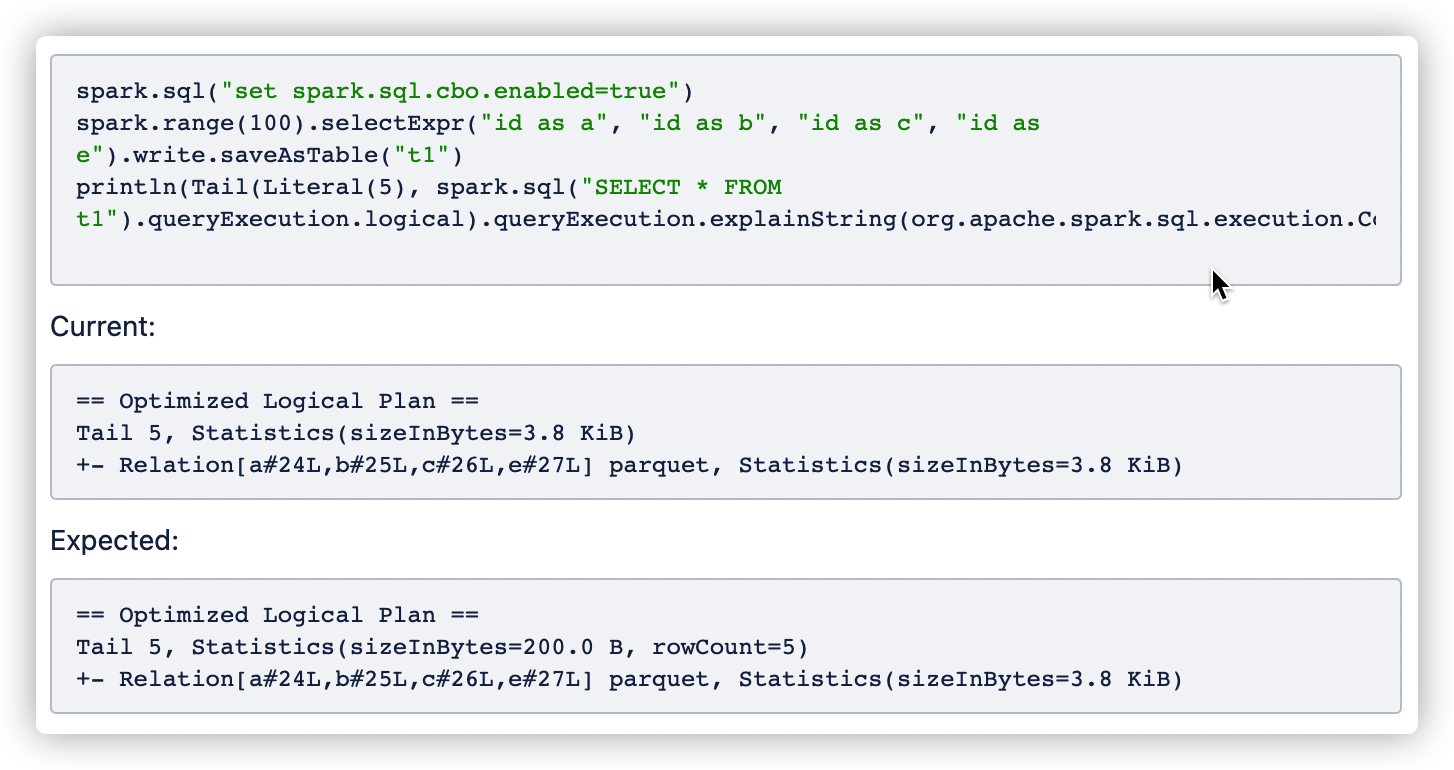 spark.sql("set spark.sql.cbo.enabled=true")
spark.range(100).selectExpr("id as a", "id as b", "id as c", "id as
e").write.saveAsTable("t1")
println(Tail(Literal(5), spark.sql("SELECT * FROM
t1").queryExecution.logical).queryExecution.explainString(org.apache.spark.sql.execution.Co
Current:
== Optimized Logical Plan ==
Tail 5, Statistics(sizeInBytes=3.8 KiB)
+- Relation[a#24L,b#25L,c#26L,e#27L] parquet, Statistics(sizeInBytes=3.8 KiB)
Expected:
== Optimized Logical Plan ==
Tail 5, Statistics(sizeInBytes=200.0 B, rowCount=5)
+- Relation[a#24L,b#25L,c#26L,e#27L] parquet, Statistics(sizeInBytes=3.8 KiB)